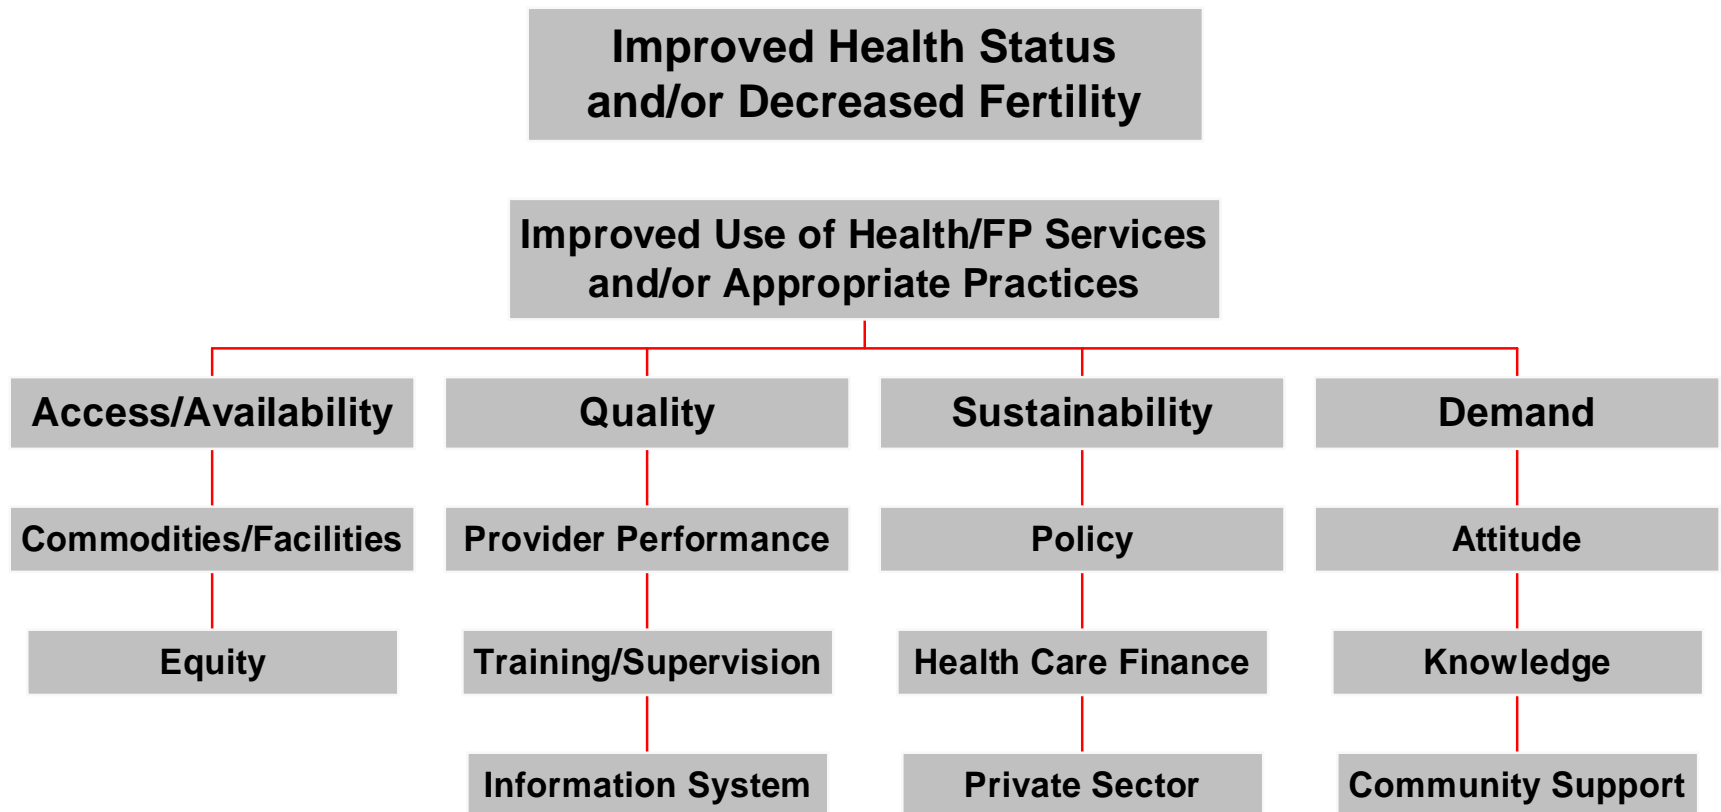 Improved Health Status
and/or Decreased Fertility
Improved Use of Health/FP Services
and/or Appropriate Practices
Access/Availability
Quality
Sustainability
Demand
Commodities/Facilities
Provider Performance
Policy
Attitude
Equity
Training/Supervision
Health Care Finance
Knowledge
Information System
Private Sector
Community Support